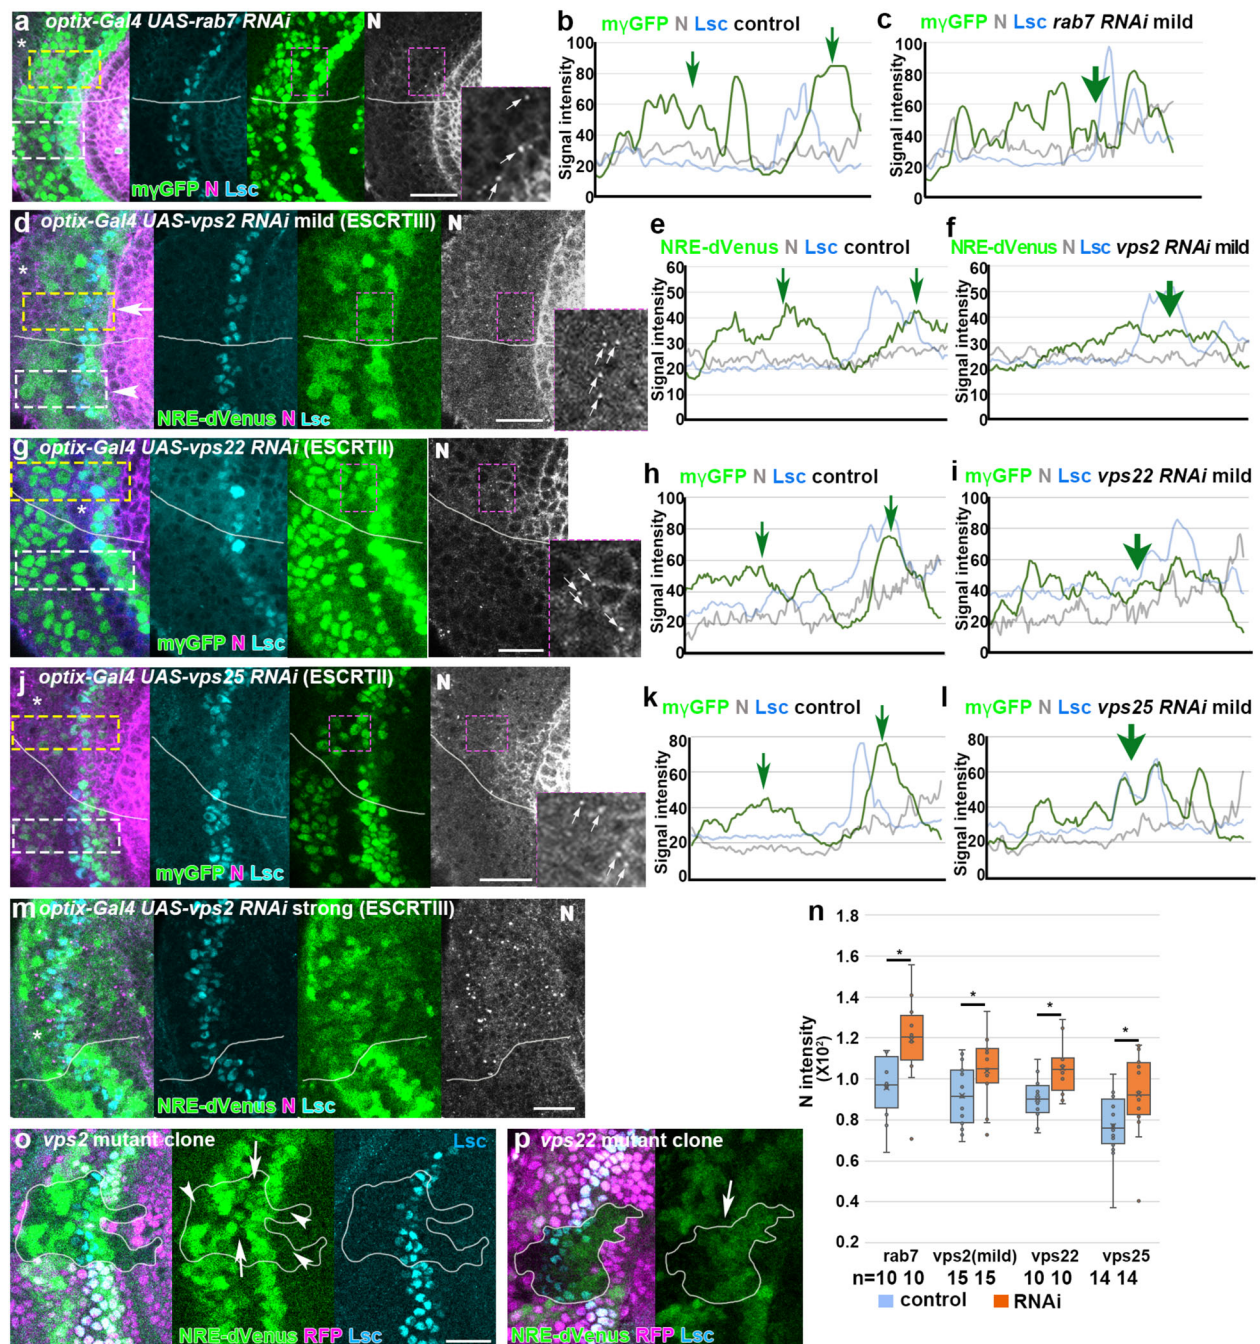 a optix-Gal4 UAS-rab7 RNAi
*
N
mγGFP N Lsc
b mγGFP N Lsc control
Signal intensity
100
80
60
40
20
0
c mγGFP N Lsc rab7 RNAi mild
Signal intensity
100
80
60
40
20
0
d optix-Gal4 UAS-vps2 RNAi mild (ESCRTIII)
*
N
NRE-dVenus N Lsc
e NRE-dVenus N Lsc control
Signal intensity
60
50
40
30
20
10
0
f NRE-dVenus N Lsc vps2 RNAi mild
Signal intensity
60
50
40
30
20
10
0
g optix-Gal4 UAS-vps22 RNAi (ESCRTII)
*
N
mγGFP N Lsc
h mγGFP N Lsc control
Signal intensity
100
80
60
40
20
0
i mγGFP N Lsc vps22 RNAi mild
Signal intensity
100
80
60
40
20
0
j optix-Gal4 UAS-vps25 RNAi (ESCRTII)
*
N
mγGFP N Lsc
k mγGFP N Lsc control
Signal intensity
80
60
40
20
0
l mγGFP N Lsc vps25 RNAi mild
Signal intensity
80
60
40
20
0
m optix-Gal4 UAS-vps2 RNAi strong (ESCRTIII)
*
N
NRE-dVenus N Lsc
n
N intensity
(X10²)
1.8
1.6
1.4
1.2
1.0
0.8
0.6
0.4
0.2
* * * *
rab7 vps2(mild) vps22 vps25
n=10 10 15 15 10 10 14 14
control RNAi
o vps2 mutant clone
Lsc
NRE-dVenus RFP Lsc
p vps22 mutant clone
NRE-dVenus RFP Lsc